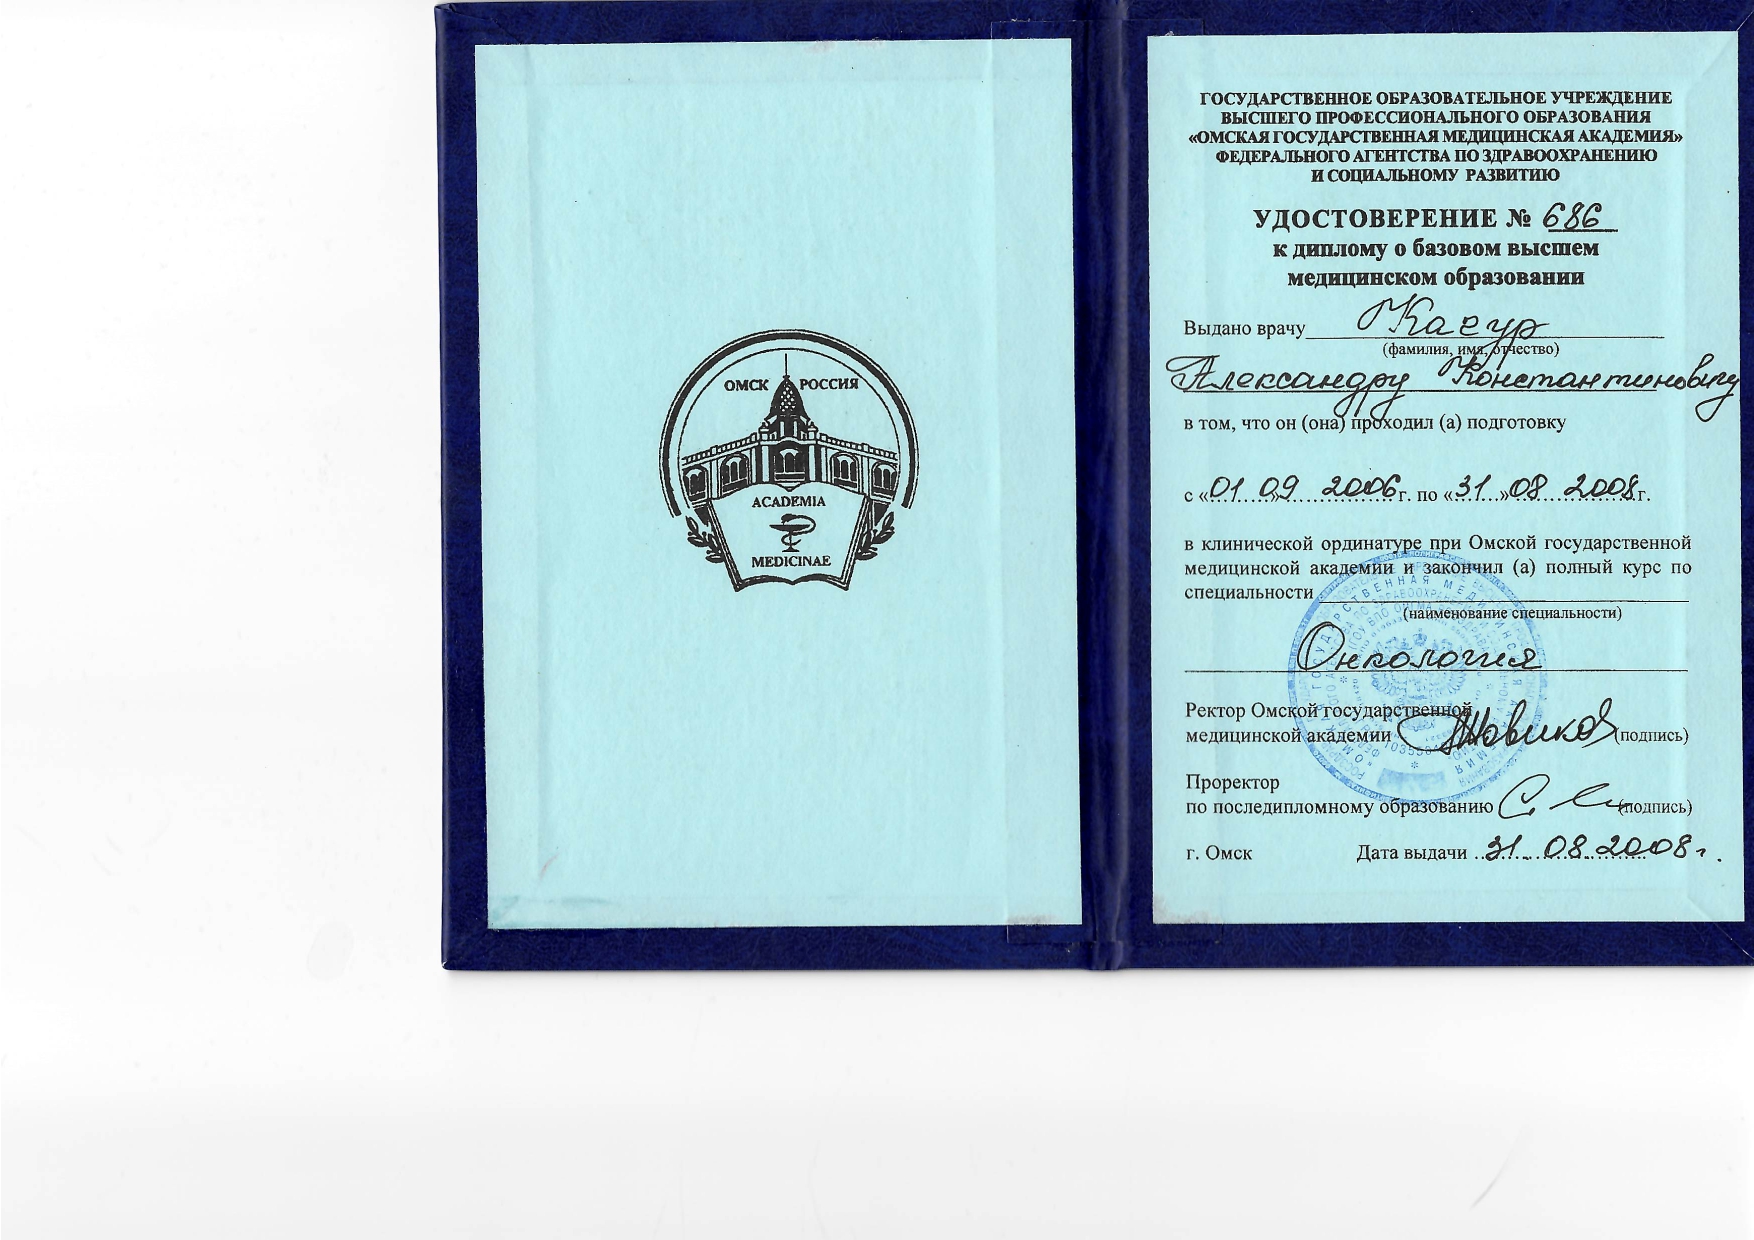 ОМСК РОССИЯ
ACADEMIA
MEDICINAE
ГОСУДАРСТВЕННОЕ ОБРАЗОВАТЕЛЬНОЕ УЧРЕЖДЕНИЕ
ВЫСШЕГО ПРОФЕССИОНАЛЬНОГО ОБРАЗОВАНИЯ
«ОМСКАЯ ГОСУДАРСТВЕННАЯ МЕДИЦИНСКАЯ АКАДЕМИЯ»
ФЕДЕРАЛЬНОГО АГЕНТСТВА ПО ЗДРАВООХРАНЕНИЮ
И СОЦИАЛЬНОМУ РАЗВИТИЮ
УДОСТОВЕРЕНИЕ № 686
к диплому о базовом высшем
медицинском образовании
Выдано врачу
(фамилия, имя, отчество)
Александру Константиновичу
в том, что он (она) проходил (а) подготовку
с «01» 09 2006 г. по «31» 08 2008 г.
в клинической ординатуре при Омской государственной
медицинской академии и закончил (а) полный курс по
специальности
(наименование специальности)
Онкология
Ректор Омской государственной
медицинской академии (подпись)
Проректор
по последипломному образованию (подпись)
г. Омск Дата выдачи 31.08.2008г.